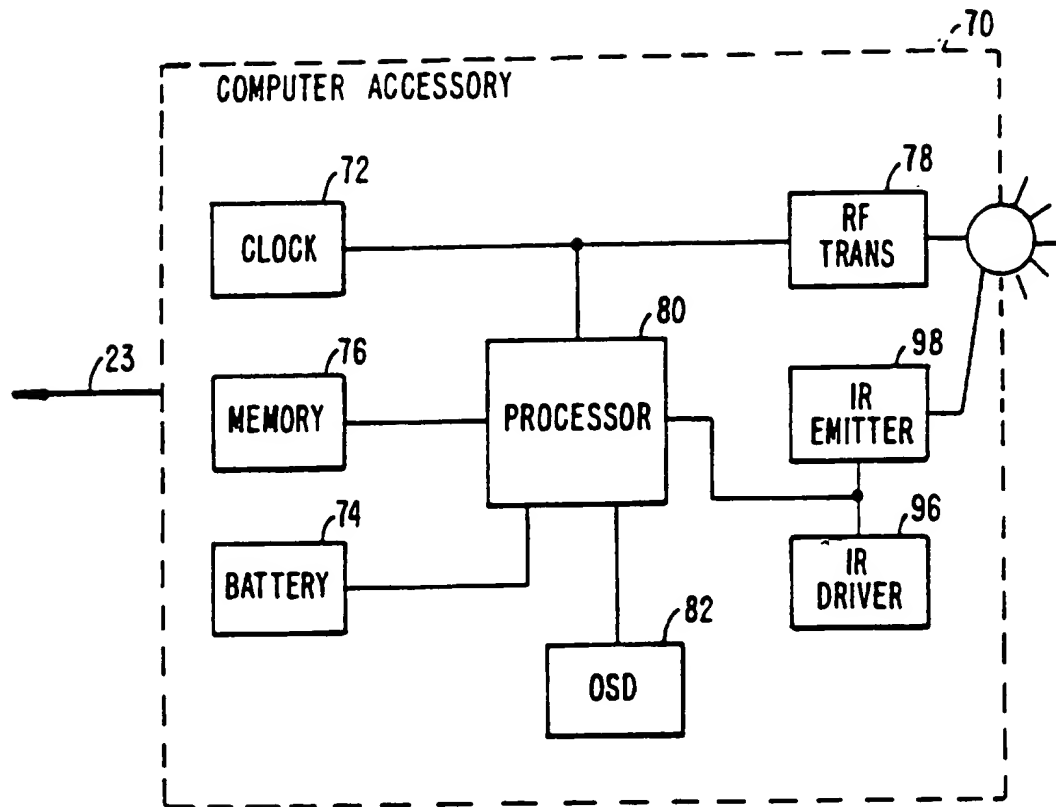 70
COMPUTER ACCESSORY
72
CLOCK
78
RF
TRANS
80
PROCESSOR
23
76
MEMORY
98
IR
EMITTER
74
BATTERY
96
IR
DRIVER
82
OSD